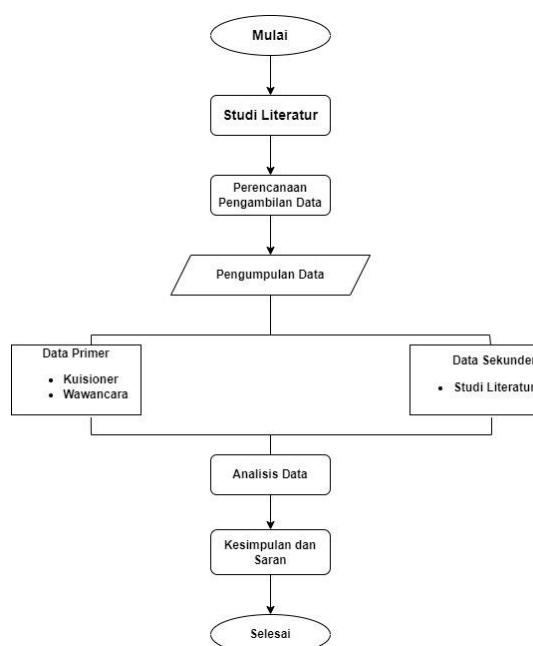 Mulai
Studi Literatur
Perencanaan
Pengambilan Data
Pengumpulan Data
Data Primer
• Kuisioner
• Wawancara
Data Sekunder
• Studi Literatur
Analisis Data
Kesimpulan dan
Saran
Selesai